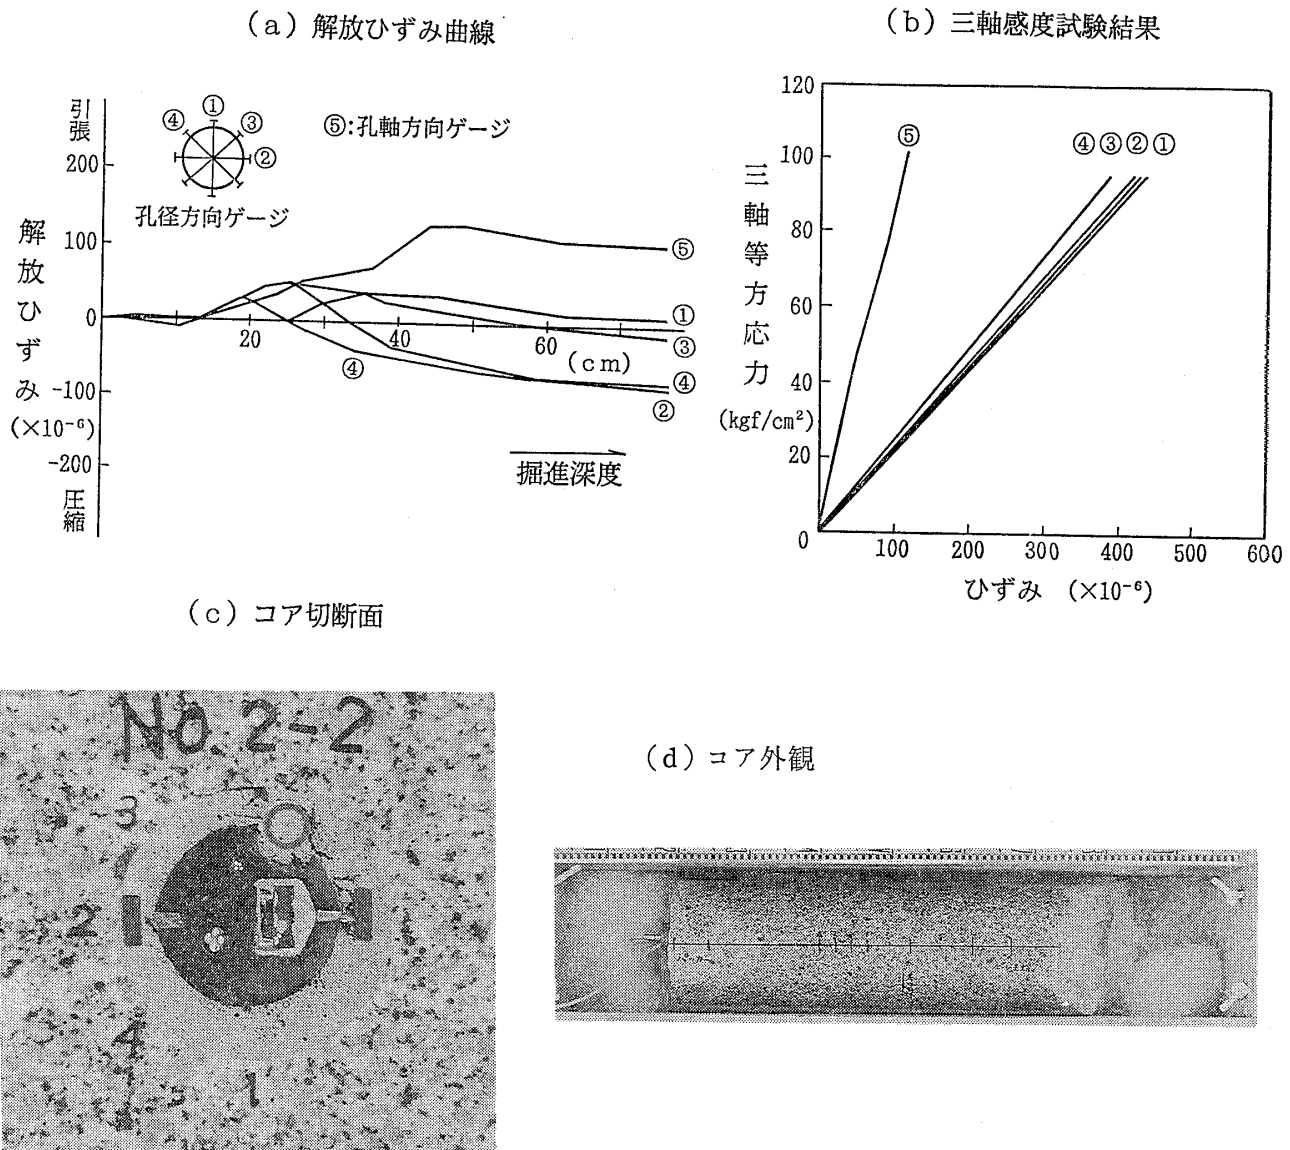 (a) 解放ひずみ曲線
引張
200
100
0
-100
-200
圧縮
解放ひずみ
(×10⁻⁶)
①
④
③
②
孔径方向ゲージ
⑤:孔軸方向ゲージ
⑤
①
③
④
②
④
20
40
60
(cm)
掘進深度
(b) 三軸感度試験結果
120
100
80
60
40
20
0
三軸等方応力
(kgf/cm²)
⑤
④③②①
100 200 300 400 500 600
ひずみ (×10⁻⁶)
(c) コア切断面
No.2-2
3
2
4
1
(d) コア外観